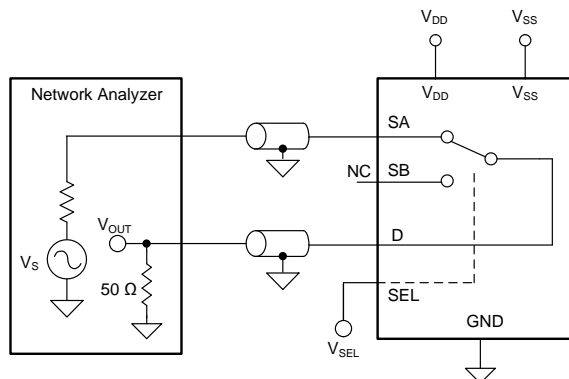 V_DD
V_SS
Network Analyzer
V_DD
V_SS
SA
NC
SB
V_OUT
D
V_S
50 Ω
SEL
V_SEL
GND